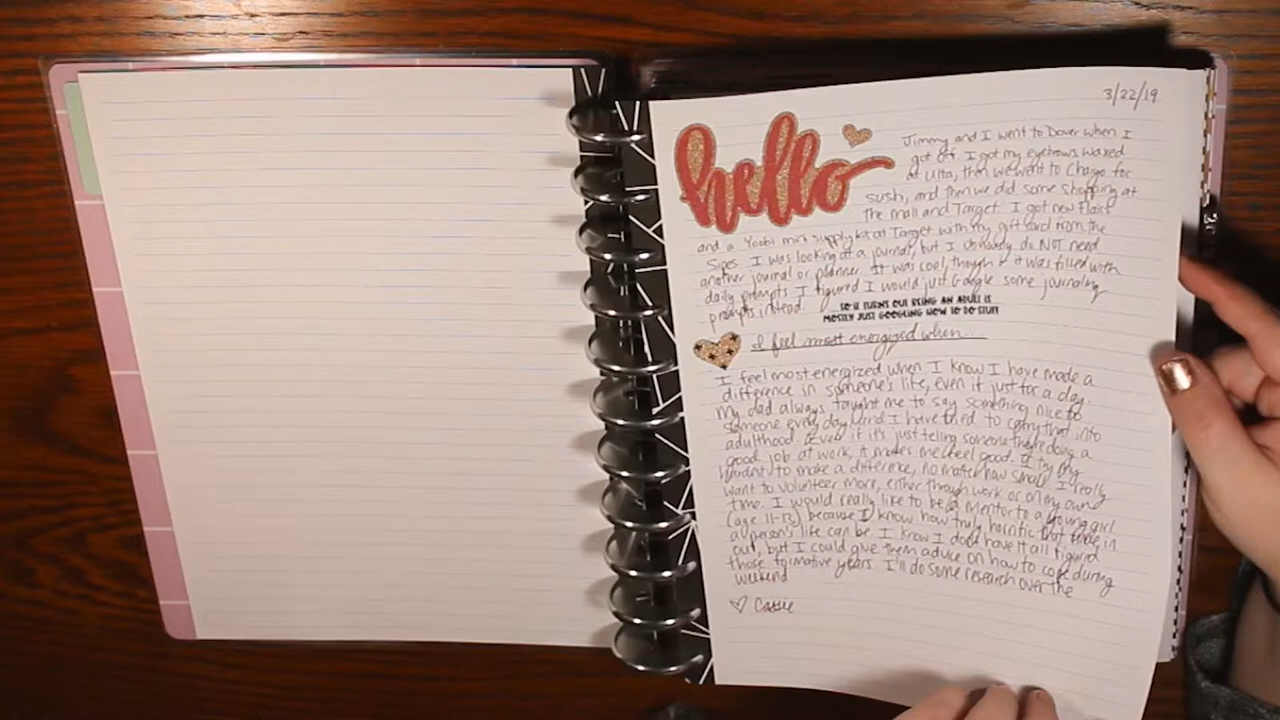 3/22/19
hello
Jimmy and I went to Dover when I
got off. I got my eyebrows waxed
at Ulta, then we went to Chargo for
sushi, and then we did some shopping at
the mall and Target. I got new Flairs
and a Yoobi mini supply kit at Target with my gift card from the
Sipes. I was looking at a journal, but I obviously do NOT need
another journal or planner. It was cool, though & it was filled with
daily prompts. I figured I would just Google some journaling
prompts instead.
SO IT TURNS OUT BEING AN ADULT IS
MOSTLY JUST GOOGLING HOW TO DO STUFF
I feel most energized when...
I feel most energized when I know I have made a
difference in someone's life, even if just for a day.
My dad always taught me to say something nice to
someone every day and I have tried to carry that into
adulthood. Even if it's just telling someone they're doing a
good job at work, it makes me feel good. I try my
hardest to make a difference, no matter how small. I really
want to volunteer more, either through work or on my own
time. I would really like to be a mentor to a young girl
(age 11-13) because I know how truly horrific that time in
a person's life can be. I know I don't have it all figured
out, but I could give them advice on how to cope during
those formative years. I'll do some research over the
weekend
♡ Cassie